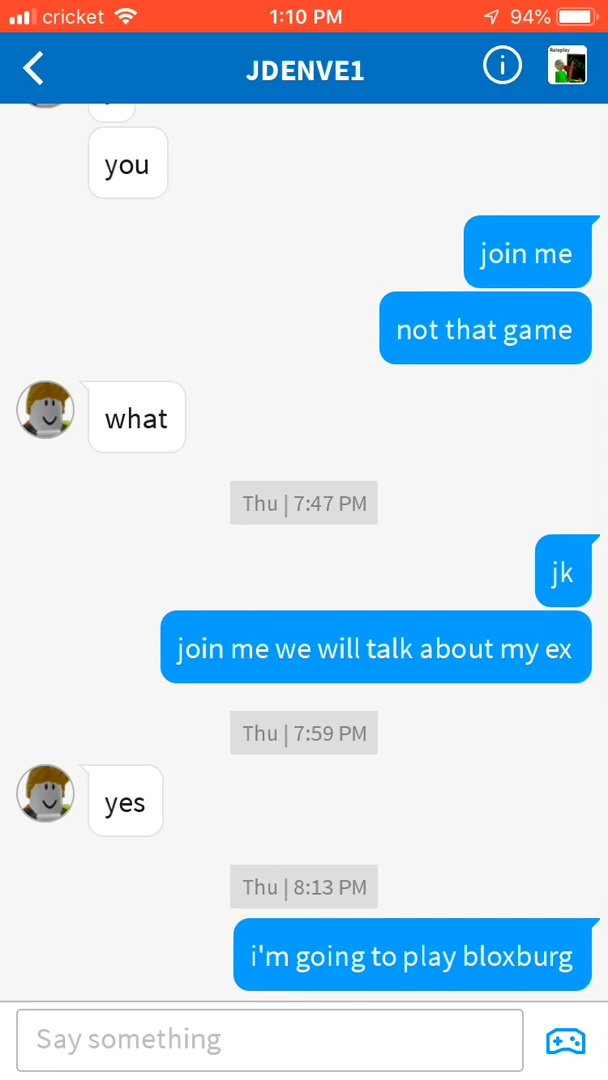 cricket 1:10 PM 94%
JDENVE1
Roleplay
you
join me
not that game
what
Thu | 7:47 PM
jk
join me we will talk about my ex
Thu | 7:59 PM
yes
Thu | 8:13 PM
i'm going to play bloxburg
Say something